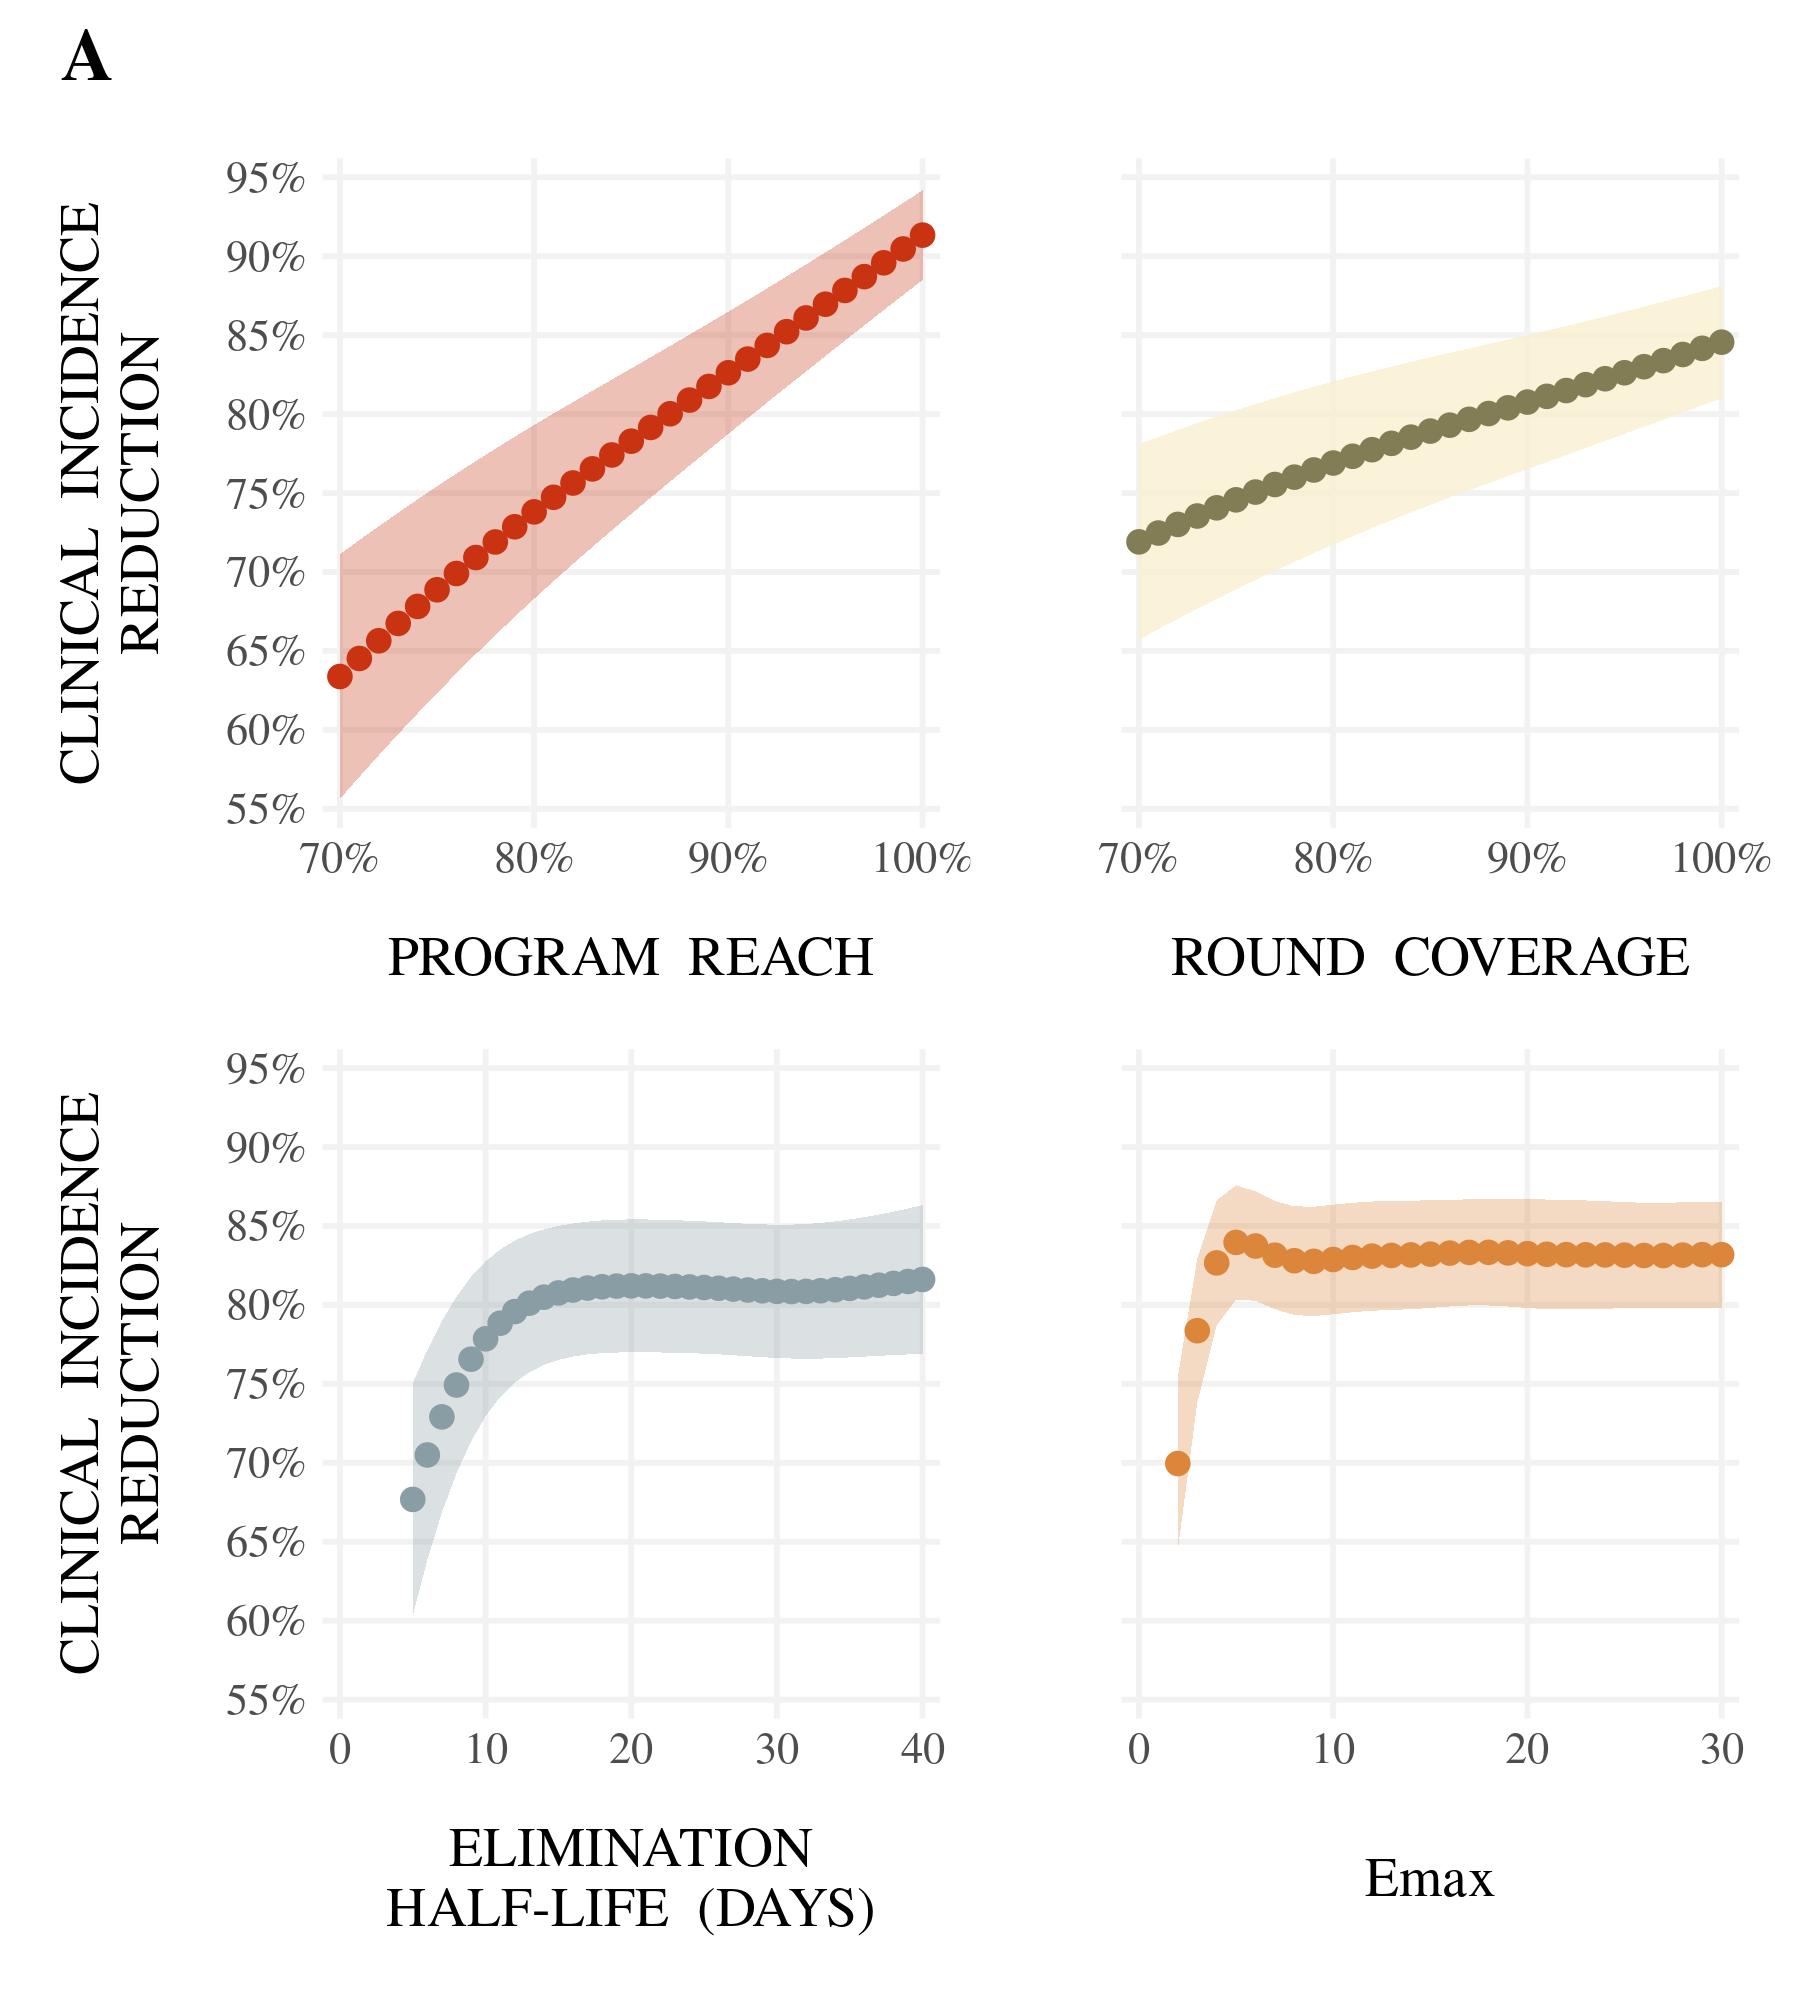 A
CLINICAL INCIDENCE
REDUCTION
95%
90%
85%
80%
75%
70%
65%
60%
55%
70% 80% 90% 100%
PROGRAM REACH
70% 80% 90% 100%
ROUND COVERAGE
CLINICAL INCIDENCE
REDUCTION
95%
90%
85%
80%
75%
70%
65%
60%
55%
0 10 20 30 40
ELIMINATION
HALF-LIFE (DAYS)
0 10 20 30
Emax